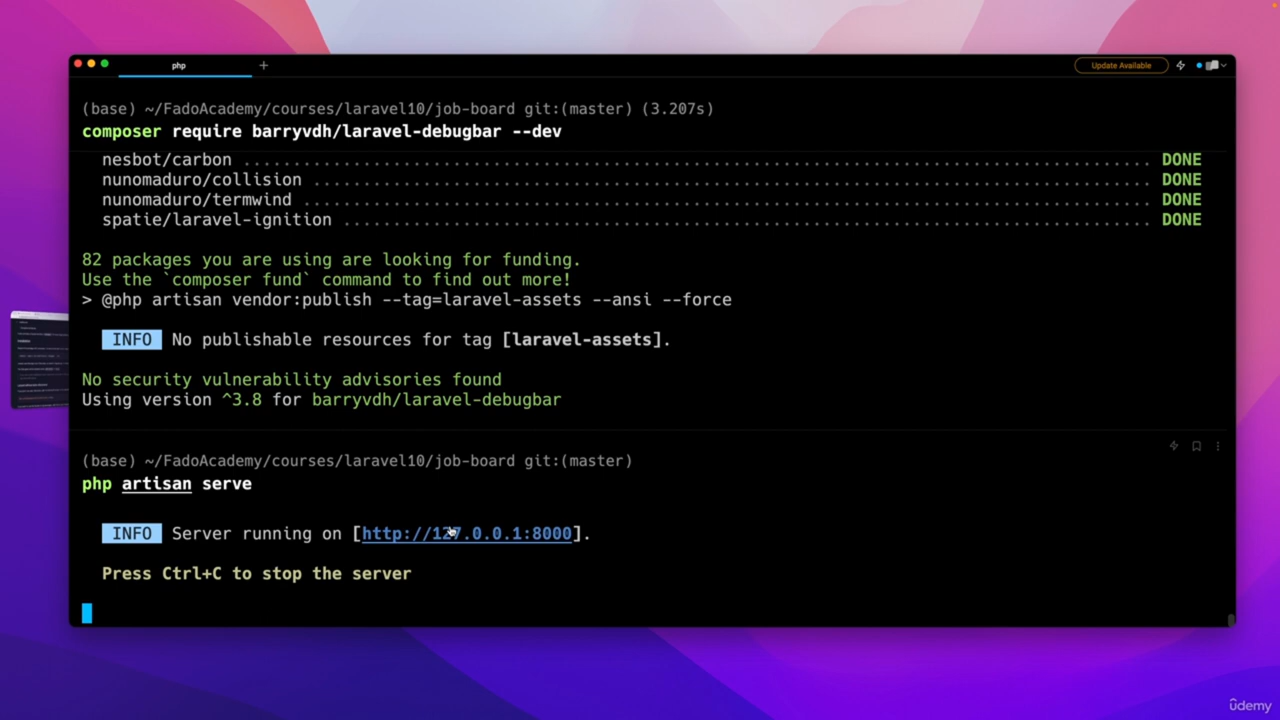 php
+
Update Available
(base) ~/FadoAcademy/courses/laravel10/job-board git:(master) (3.207s)
composer require barryvdh/laravel-debugbar --dev
nesbot/carbon ........................................................................................... DONE
nunomaduro/collision .................................................................................... DONE
nunomaduro/termwind ..................................................................................... DONE
spatie/laravel-ignition ................................................................................. DONE
82 packages you are using are looking for funding.
Use the `composer fund` command to find out more!
> @php artisan vendor:publish --tag=laravel-assets --ansi --force
INFO No publishable resources for tag [laravel-assets].
No security vulnerability advisories found
Using version ^3.8 for barryvdh/laravel-debugbar
(base) ~/FadoAcademy/courses/laravel10/job-board git:(master)
php artisan serve
INFO Server running on [http://127.0.0.1:8000].
Press Ctrl+C to stop the server
ûdemy